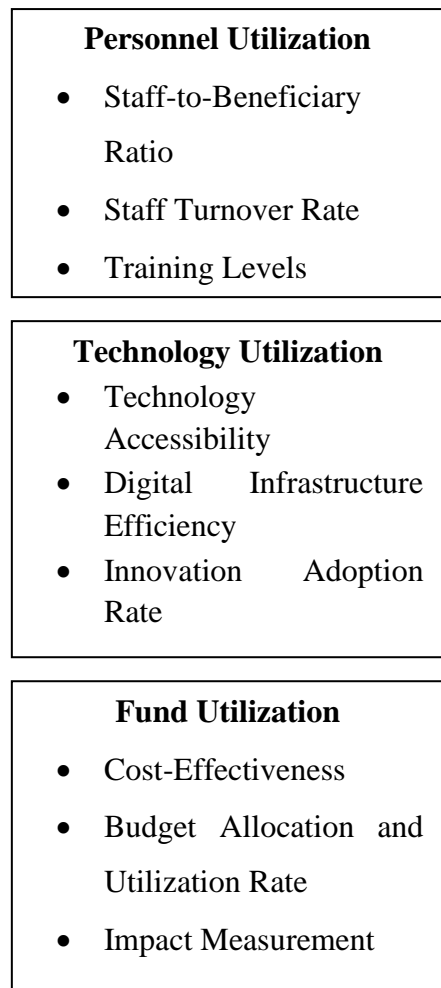 Personnel Utilization
• Staff-to-Beneficiary
Ratio
• Staff Turnover Rate
• Training Levels
Technology Utilization
• Technology
Accessibility
• Digital Infrastructure
Efficiency
• Innovation Adoption
Rate
Fund Utilization
• Cost-Effectiveness
• Budget Allocation and
Utilization Rate
• Impact Measurement